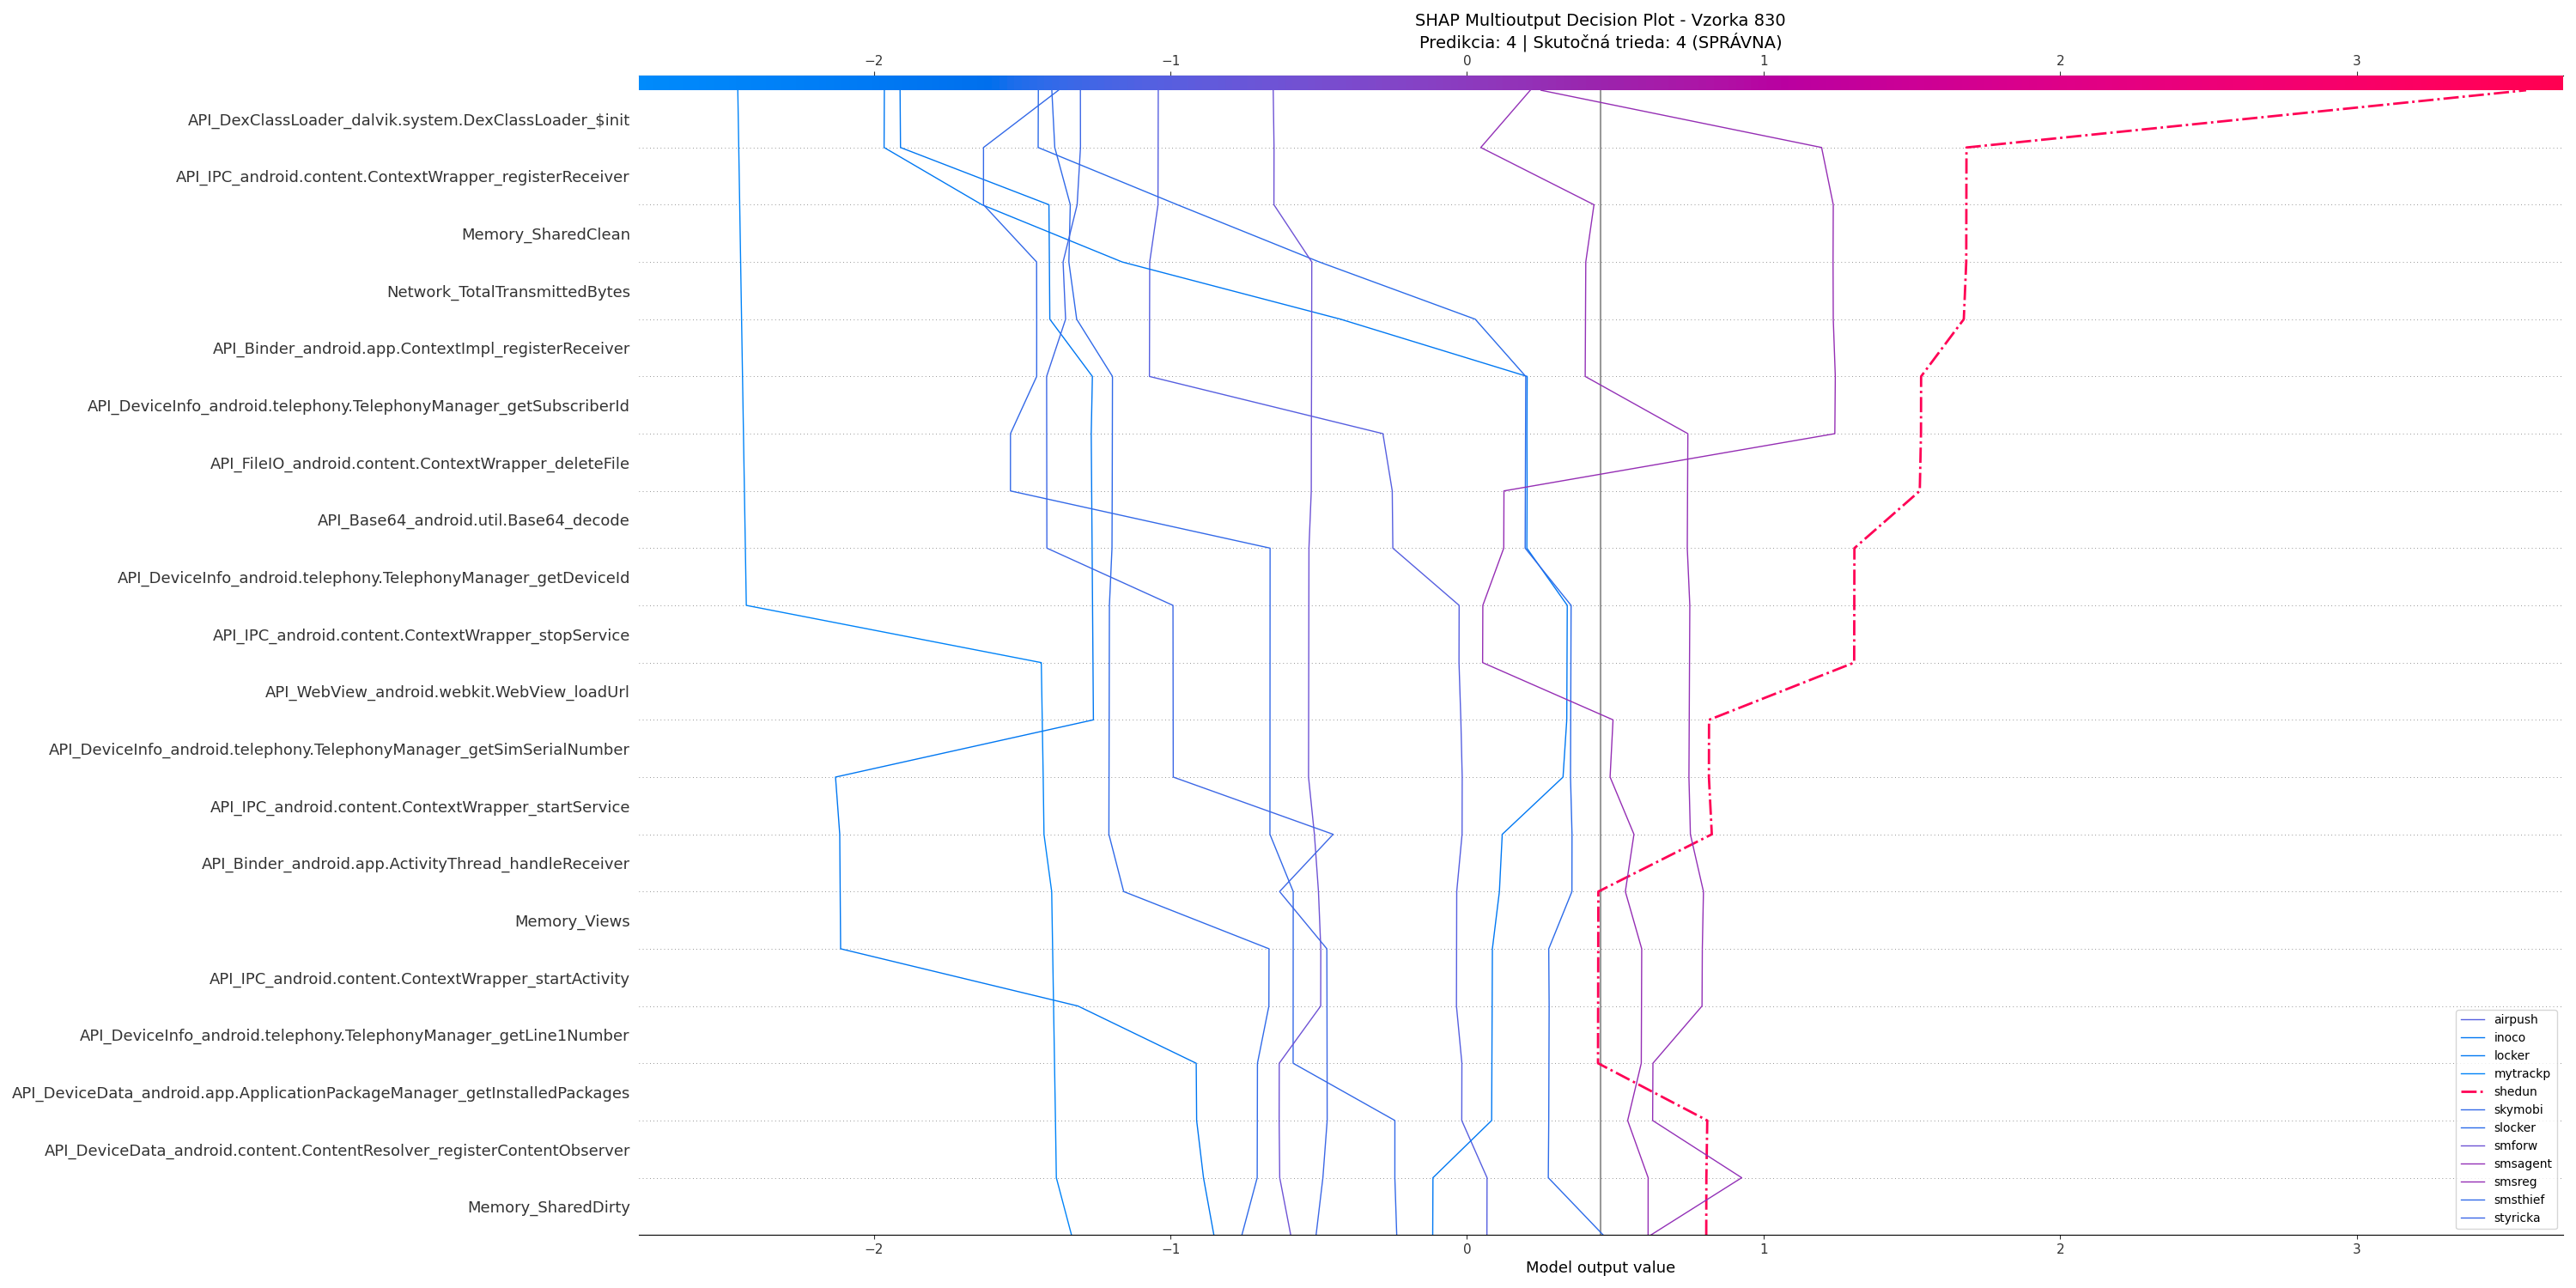 SHAP Multioutput Decision Plot - Vzorka 830
Predikcia: 4 | Skutočná trieda: 4 (SPRÁVNA)
−2 −1 0 1 2 3
API_DexClassLoader_dalvik.system.DexClassLoader_$init
API_IPC_android.content.ContextWrapper_registerReceiver
Memory_SharedClean
Network_TotalTransmittedBytes
API_Binder_android.app.ContextImpl_registerReceiver
API_DeviceInfo_android.telephony.TelephonyManager_getSubscriberId
API_FileIO_android.content.ContextWrapper_deleteFile
API_Base64_android.util.Base64_decode
API_DeviceInfo_android.telephony.TelephonyManager_getDeviceId
API_IPC_android.content.ContextWrapper_stopService
API_WebView_android.webkit.WebView_loadUrl
API_DeviceInfo_android.telephony.TelephonyManager_getSimSerialNumber
API_IPC_android.content.ContextWrapper_startService
API_Binder_android.app.ActivityThread_handleReceiver
Memory_Views
API_IPC_android.content.ContextWrapper_startActivity
API_DeviceInfo_android.telephony.TelephonyManager_getLine1Number
API_DeviceData_android.app.ApplicationPackageManager_getInstalledPackages
API_DeviceData_android.content.ContentResolver_registerContentObserver
Memory_SharedDirty
airpush
inoco
locker
mytrackp
shedun
skymobi
slocker
smforw
smsagent
smsreg
smsthief
styricka
−2 −1 0 1 2 3
Model output value